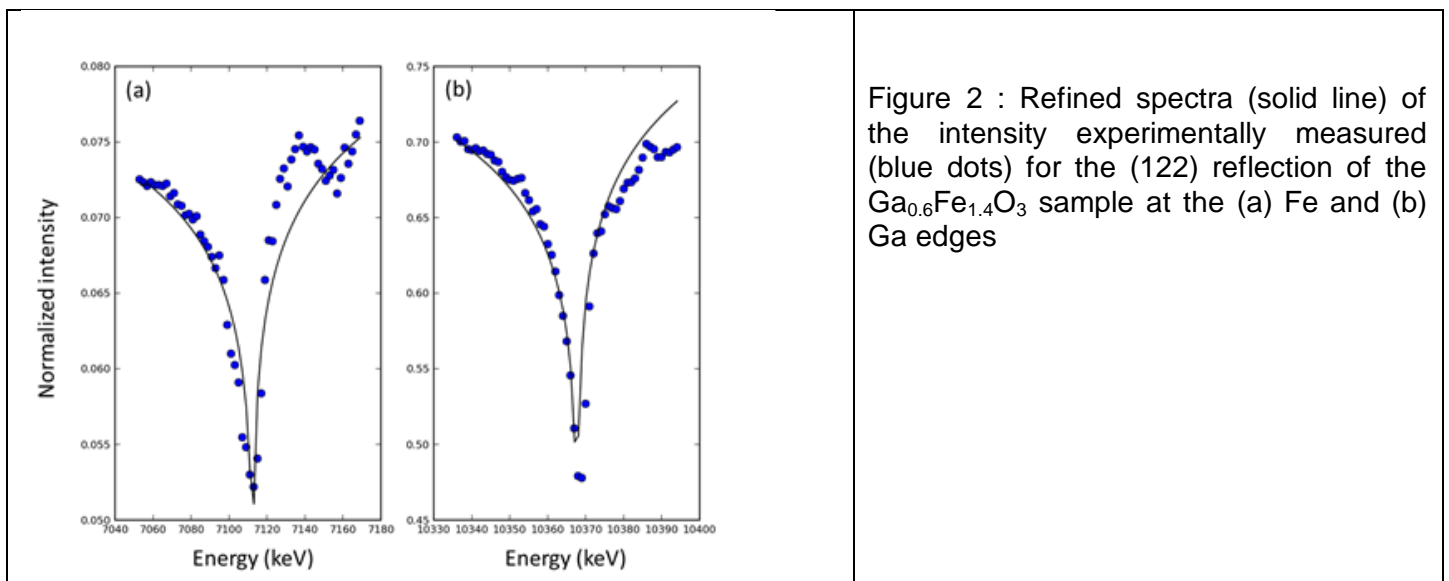 (a)
(b)
0.080
0.075
0.070
0.065
0.060
0.055
0.050
7040 7060 7080 7100 7120 7140 7160 7180
0.75
0.70
0.65
0.60
0.55
0.50
0.45
10330 10340 10350 10360 10370 10380 10390 10400
Normalized intensity
Energy (keV)
Energy (keV)
Figure 2 : Refined spectra (solid line) of
the intensity experimentally measured
(blue dots) for the (122) reflection of the
Ga0.6Fe1.4O3 sample at the (a) Fe and (b)
Ga edges